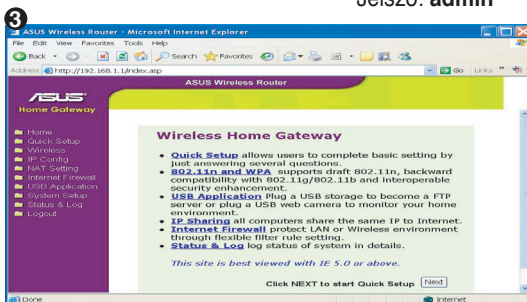 Jelszó: admin
3
ASUS Wireless Router - Microsoft Internet Explorer
File Edit View Favorites Tools Help
Back Search Favorites
Address http://192.168.1.1/index.asp Go Links
ASUS Wireless Router
ASUS
Home Gateway
Home
Quick Setup
Wireless
IP Config
NAT Setting
Internet Firewall
USB Application
System Setup
Status & Log
Logout
Wireless Home Gateway
Quick Setup allows users to complete basic setting by
just answering several questions.
802.11n and WPA supports draft 802.11n, backward
compatibility with 802.11g/802.11b and interoperable
security enhancement.
USB Application Plug a USB storage to become a FTP
server or plug a USB web camera to monitor your home
environment.
IP Sharing all computers share the same IP to Internet.
Internet Firewall protect LAN or Wireless environment
through flexible filter rule setting.
Status & Log log status of system in details.
This site is best viewed with IE 5.0 or above.
Click NEXT to start Quick Setup Next
Done Internet